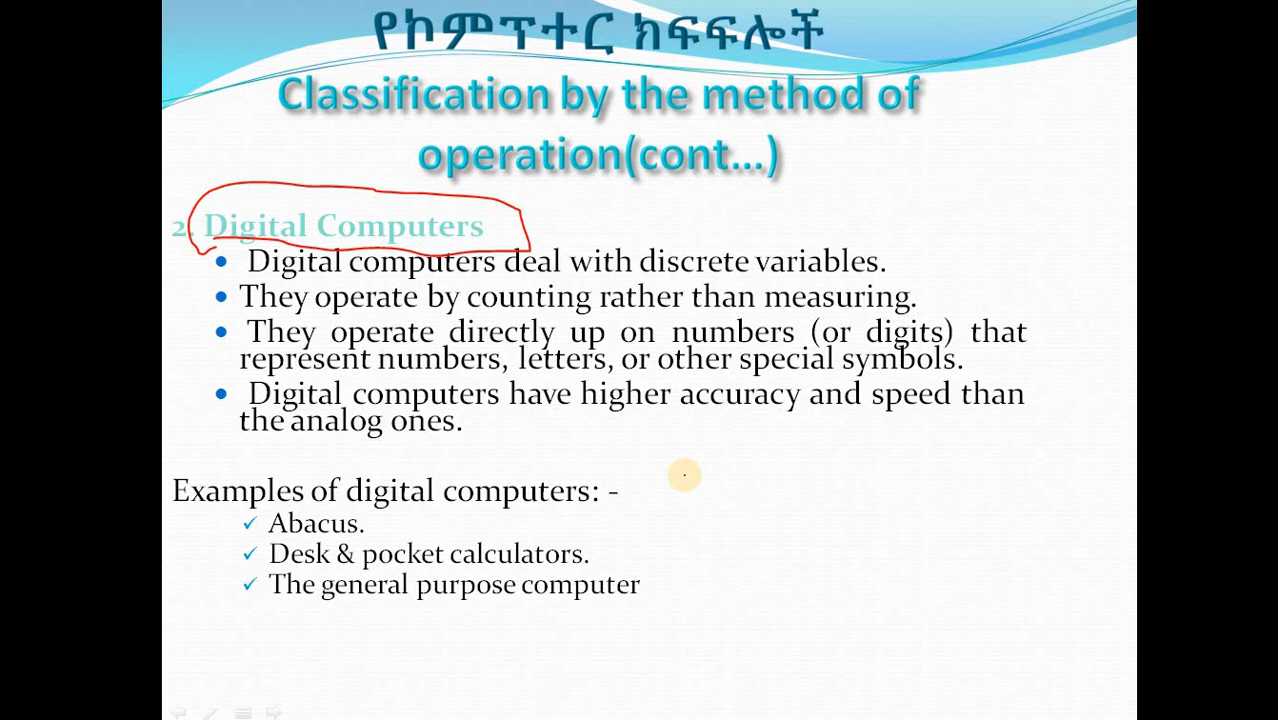 የኮምፕተር ክፍፍሎች
Classification by the method of
operation(cont...)
2. Digital Computers
• Digital computers deal with discrete variables.
• They operate by counting rather than measuring.
• They operate directly up on numbers (or digits) that
represent numbers, letters, or other special symbols.
• Digital computers have higher accuracy and speed than
the analog ones.
Examples of digital computers: -
✓ Abacus.
✓ Desk & pocket calculators.
✓ The general purpose computer